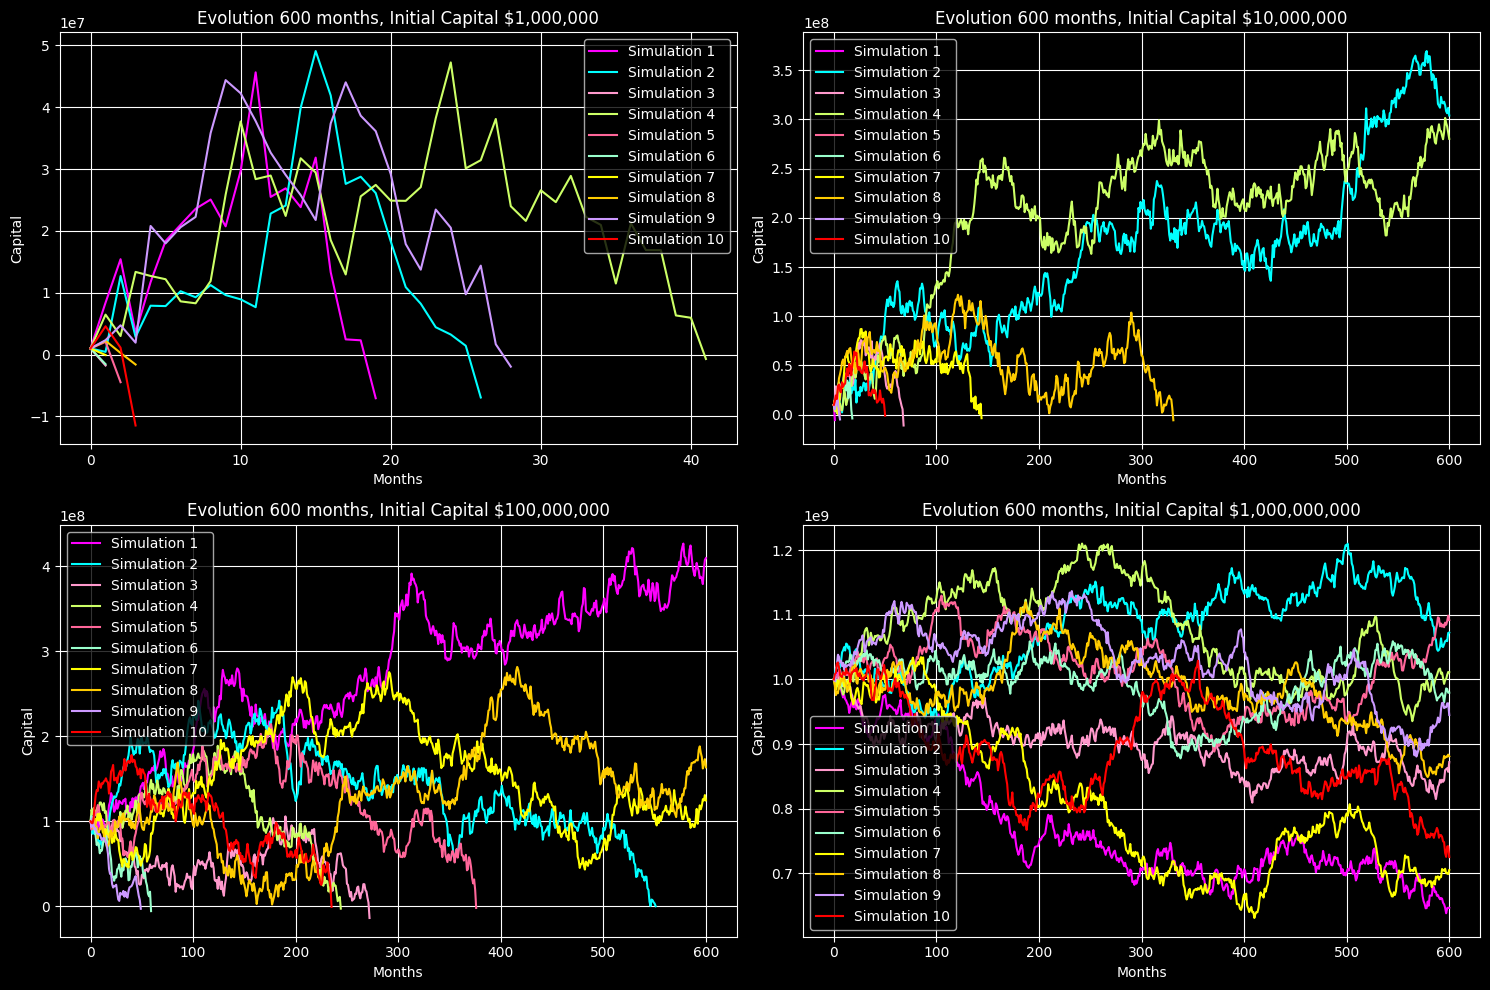 Evolution 600 months, Initial Capital $1,000,000
1e7
5
4
3
2
1
0
−1
Capital
0
10
20
30
40
Months
Simulation 1
Simulation 2
Simulation 3
Simulation 4
Simulation 5
Simulation 6
Simulation 7
Simulation 8
Simulation 9
Simulation 10
Evolution 600 months, Initial Capital $10,000,000
1e8
3.5
3.0
2.5
2.0
1.5
1.0
0.5
0.0
Capital
0
100
200
300
400
500
600
Months
Simulation 1
Simulation 2
Simulation 3
Simulation 4
Simulation 5
Simulation 6
Simulation 7
Simulation 8
Simulation 9
Simulation 10
Evolution 600 months, Initial Capital $100,000,000
1e8
4
3
2
1
0
Capital
0
100
200
300
400
500
600
Months
Simulation 1
Simulation 2
Simulation 3
Simulation 4
Simulation 5
Simulation 6
Simulation 7
Simulation 8
Simulation 9
Simulation 10
Evolution 600 months, Initial Capital $1,000,000,000
1e9
1.2
1.1
1.0
0.9
0.8
0.7
Capital
0
100
200
300
400
500
600
Months
Simulation 1
Simulation 2
Simulation 3
Simulation 4
Simulation 5
Simulation 6
Simulation 7
Simulation 8
Simulation 9
Simulation 10